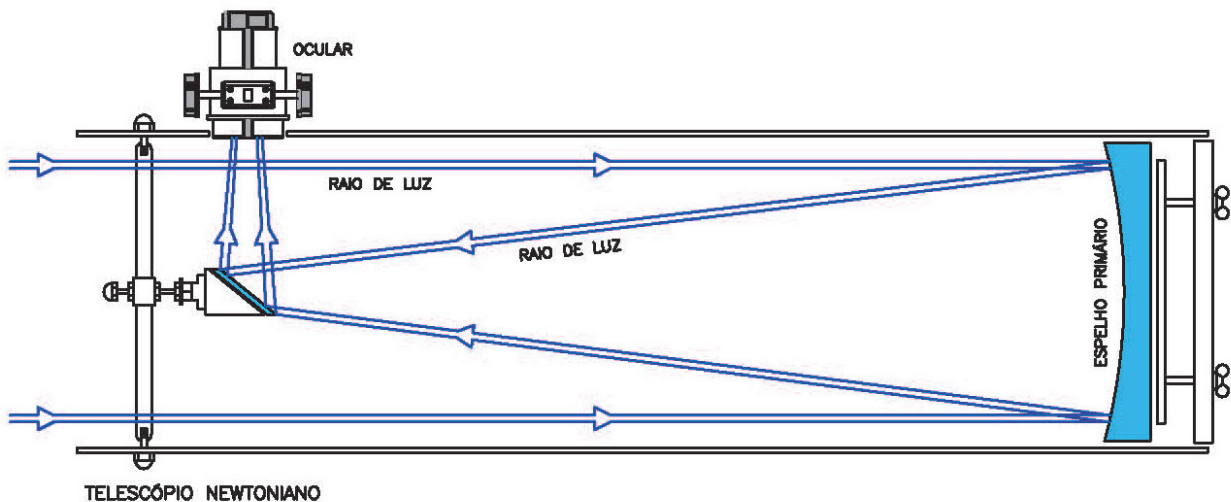 OCULAR
RAIO DE LUZ
RAIO DE LUZ
ESPELHO PRIMÁRIO
TELESCÓPIO NEWTONIANO